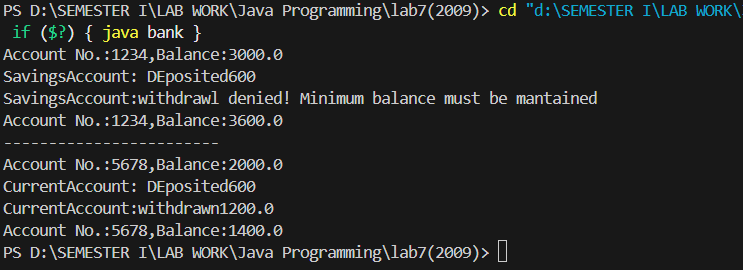 PS D:\SEMESTER I\LAB WORK\Java Programming\lab7(2009)> cd "d:\SEMESTER I\LAB WORK\
if ($?) { java bank }
Account No.:1234,Balance:3000.0
SavingsAccount: DEposited600
SavingsAccount:withdrawl denied! Minimum balance must be mantained
Account No.:1234,Balance:3600.0
------------------------
Account No.:5678,Balance:2000.0
CurrentAccount: DEposited600
CurrentAccount:withdrawn1200.0
Account No.:5678,Balance:1400.0
PS D:\SEMESTER I\LAB WORK\Java Programming\lab7(2009)>